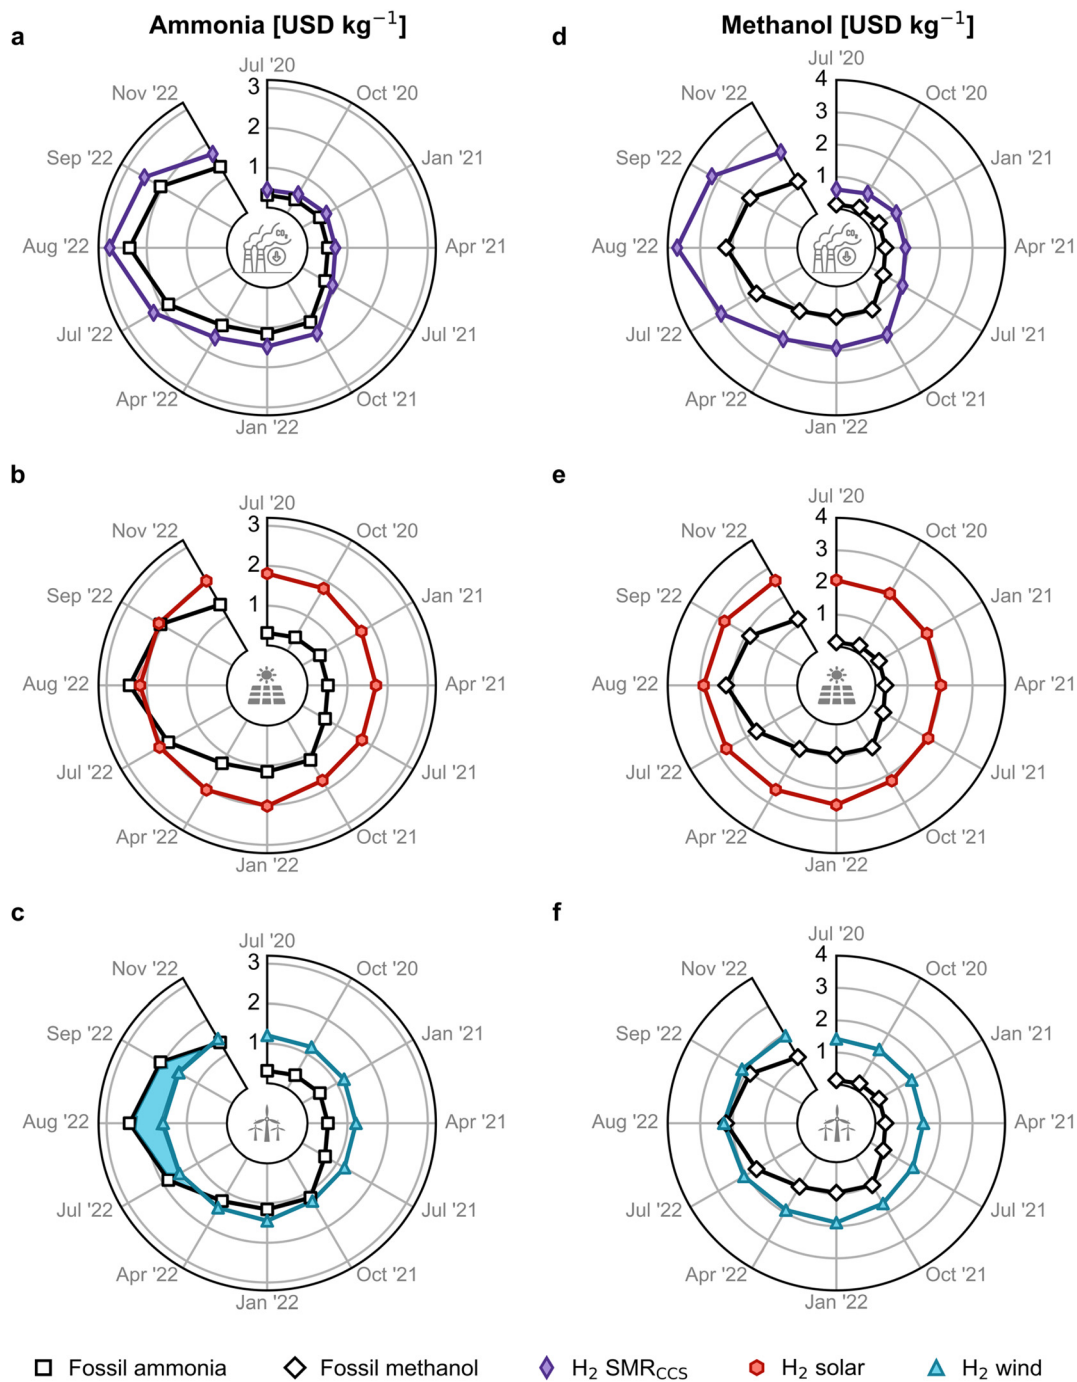 Ammonia [USD kg⁻¹]
Methanol [USD kg⁻¹]
a
Jul '20
Oct '20
Jan '21
Apr '21
Jul '21
Oct '21
Jan '22
Apr '22
Jul '22
Aug '22
Sep '22
Nov '22
3
2
1
CO₂
d
Jul '20
Oct '20
Jan '21
Apr '21
Jul '21
Oct '21
Jan '22
Apr '22
Jul '22
Aug '22
Sep '22
Nov '22
4
3
2
1
CO₂
b
Jul '20
Oct '20
Jan '21
Apr '21
Jul '21
Oct '21
Jan '22
Apr '22
Jul '22
Aug '22
Sep '22
Nov '22
3
2
1
e
Jul '20
Oct '20
Jan '21
Apr '21
Jul '21
Oct '21
Jan '22
Apr '22
Jul '22
Aug '22
Sep '22
Nov '22
4
3
2
1
c
Jul '20
Oct '20
Jan '21
Apr '21
Jul '21
Oct '21
Jan '22
Apr '22
Jul '22
Aug '22
Sep '22
Nov '22
3
2
1
f
Jul '20
Oct '20
Jan '21
Apr '21
Jul '21
Oct '21
Jan '22
Apr '22
Jul '22
Aug '22
Sep '22
Nov '22
4
3
2
1
Fossil ammonia
Fossil methanol
H₂ SMR_CCS
H₂ solar
H₂ wind